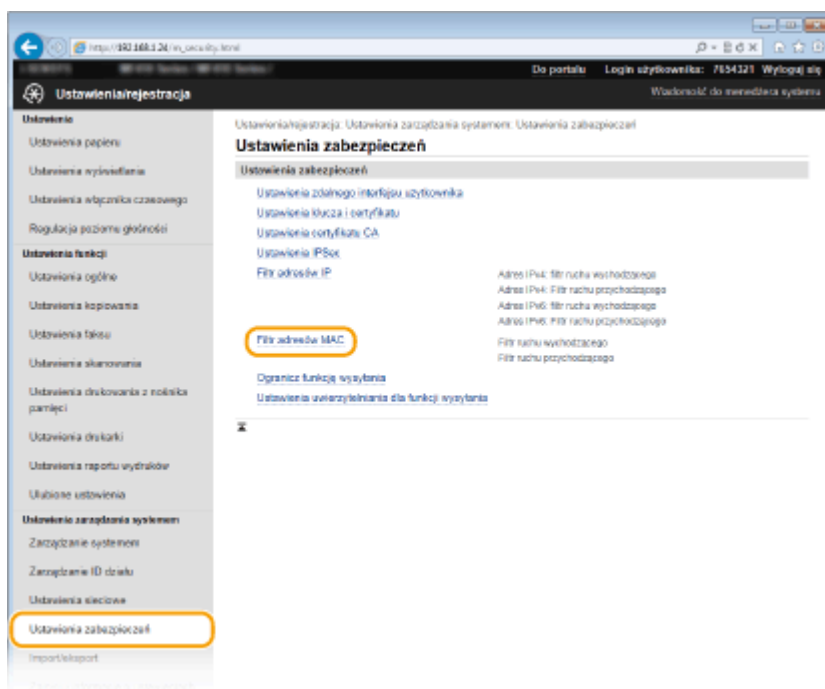 http://192.168.1.24/m_security.html
Do portalu Login użytkownika: 7654321 Wyloguj się
Ustawienia/rejestracja
Wiadomość do menedżera systemu
Ustawienia
Ustawienia papieru
Ustawienia wyświetlania
Ustawienia włącznika czasowego
Regulacja poziomu głośności
Ustawienia funkcji
Ustawienia ogólne
Ustawienia kopiowania
Ustawienia faksu
Ustawienia skanowania
Ustawienia drukowania z nośnika
pamięci
Ustawienia drukarki
Ustawienia raportu wydruków
Ulubione ustawienia
Ustawienia zarządzania systemem
Zarządzanie systemem
Zarządzanie ID działu
Ustawienia sieciowe
Ustawienia zabezpieczeń
Import/eksport
Ustawienia/rejestracja: Ustawienia zarządzania systemem: Ustawienia zabezpieczeń
Ustawienia zabezpieczeń
Ustawienia zabezpieczeń
Ustawienia zdalnego interfejsu użytkownika
Ustawienia klucza i certyfikatu
Ustawienia certyfikatu CA
Ustawienia IPSec
Filtr adresów IP
Adres IPv4: filtr ruchu wychodzącego
Adres IPv4: Filtr ruchu przychodzącego
Adres IPv6: filtr ruchu wychodzącego
Adres IPv6: Filtr ruchu przychodzącego
Filtr adresów MAC
Filtr ruchu wychodzącego
Filtr ruchu przychodzącego
Ogranicz funkcję wysyłania
Ustawienia uwierzytelniania dla funkcji wysyłania